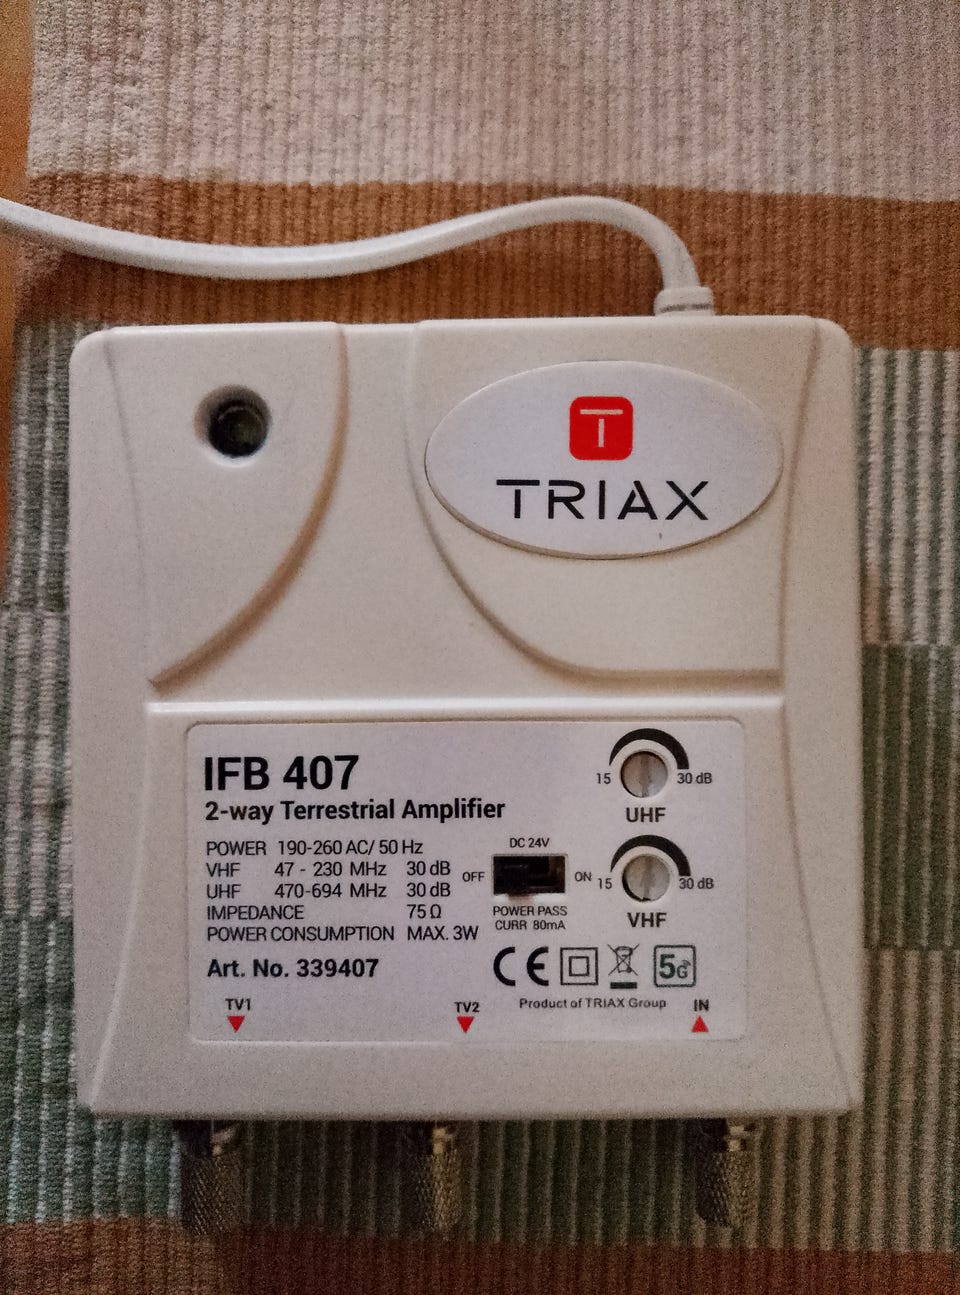 T
TRIAX
IFB 407
2-way Terrestrial Amplifier
POWER 190-260 AC/ 50 Hz
VHF 47 - 230 MHz 30 dB
UHF 470-694 MHz 30 dB
IMPEDANCE 75 Ω
POWER CONSUMPTION MAX. 3W
Art. No. 339407
DC 24V
OFF ON
POWER PASS
CURR 80mA
15 30 dB
UHF
15 30 dB
VHF
CE 5G
Product of TRIAX Group
TV1 TV2 IN